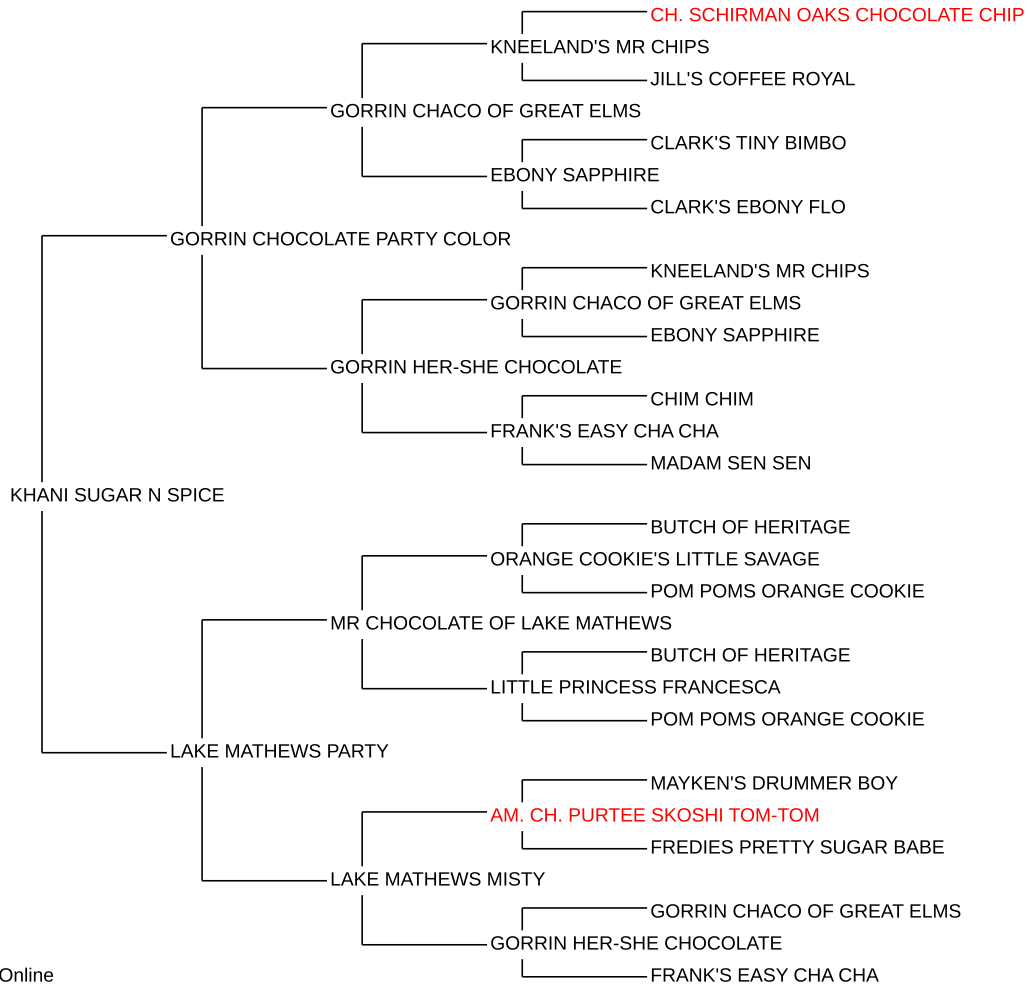 CH. SCHIRMAN OAKS CHOCOLATE CHIP
KNEELAND'S MR CHIPS
JILL'S COFFEE ROYAL
GORRIN CHACO OF GREAT ELMS
CLARK'S TINY BIMBO
EBONY SAPPHIRE
CLARK'S EBONY FLO
GORRIN CHOCOLATE PARTY COLOR
KNEELAND'S MR CHIPS
GORRIN CHACO OF GREAT ELMS
EBONY SAPPHIRE
GORRIN HER-SHE CHOCOLATE
CHIM CHIM
FRANK'S EASY CHA CHA
MADAM SEN SEN
KHANI SUGAR N SPICE
BUTCH OF HERITAGE
ORANGE COOKIE'S LITTLE SAVAGE
POM POMS ORANGE COOKIE
MR CHOCOLATE OF LAKE MATHEWS
BUTCH OF HERITAGE
LITTLE PRINCESS FRANCESCA
POM POMS ORANGE COOKIE
LAKE MATHEWS PARTY
MAYKEN'S DRUMMER BOY
AM. CH. PURTEE SKOSHI TOM-TOM
FREDIES PRETTY SUGAR BABE
LAKE MATHEWS MISTY
GORRIN CHACO OF GREAT ELMS
GORRIN HER-SHE CHOCOLATE
FRANK'S EASY CHA CHA
Online